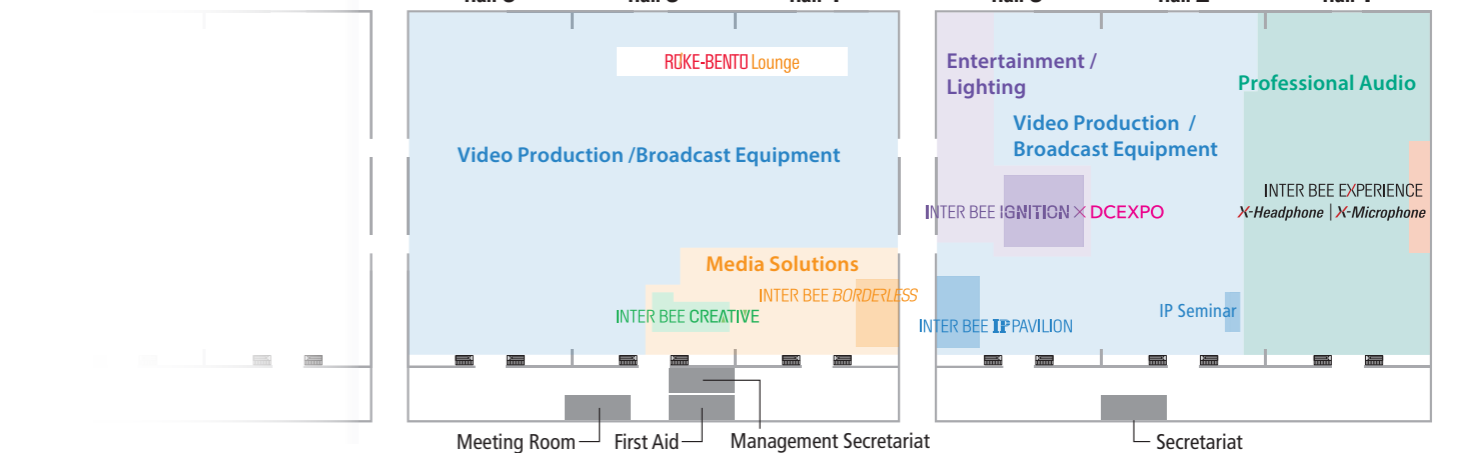 ROKE-BENTO Lounge
Entertainment /
Lighting
Professional Audio
Video Production /
Broadcast Equipment
Video Production /Broadcast Equipment
INTER BEE EXPERIENCE
X-Headphone | X-Microphone
INTER BEE IGNITION × DCEXPO
Media Solutions
INTER BEE BORDERLESS
INTER BEE CREATIVE
IP Seminar
INTER BEE IP PAVILION
Meeting Room
First Aid
Management Secretariat
Secretariat